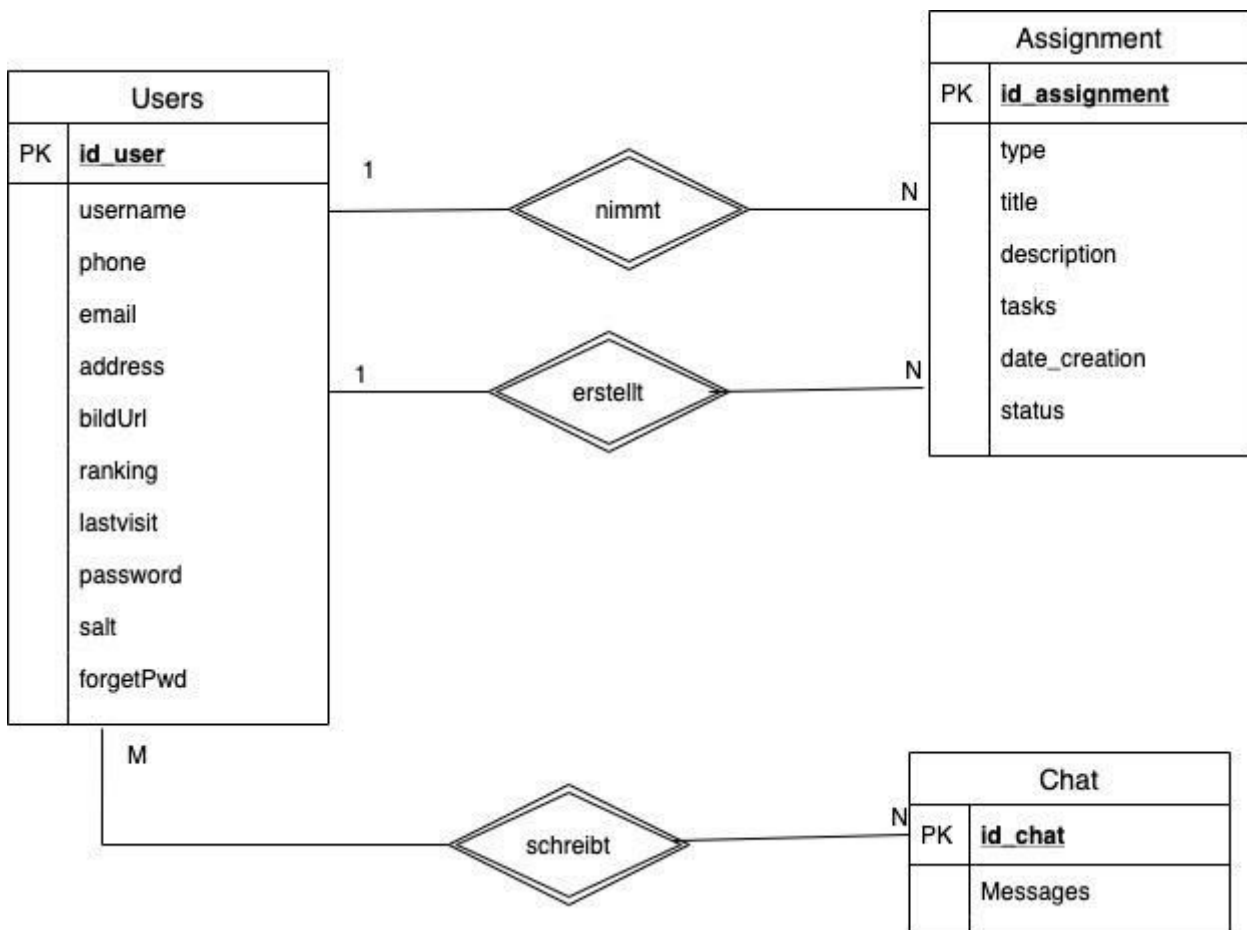 Users
PK id_user
username
phone
email
address
bildUrl
ranking
lastvisit
password
salt
forgetPwd
1
nimmt
N
1
erstellt
N
Assignment
PK id_assignment
type
title
description
tasks
date_creation
status
M
schreibt
N
Chat
PK id_chat
Messages